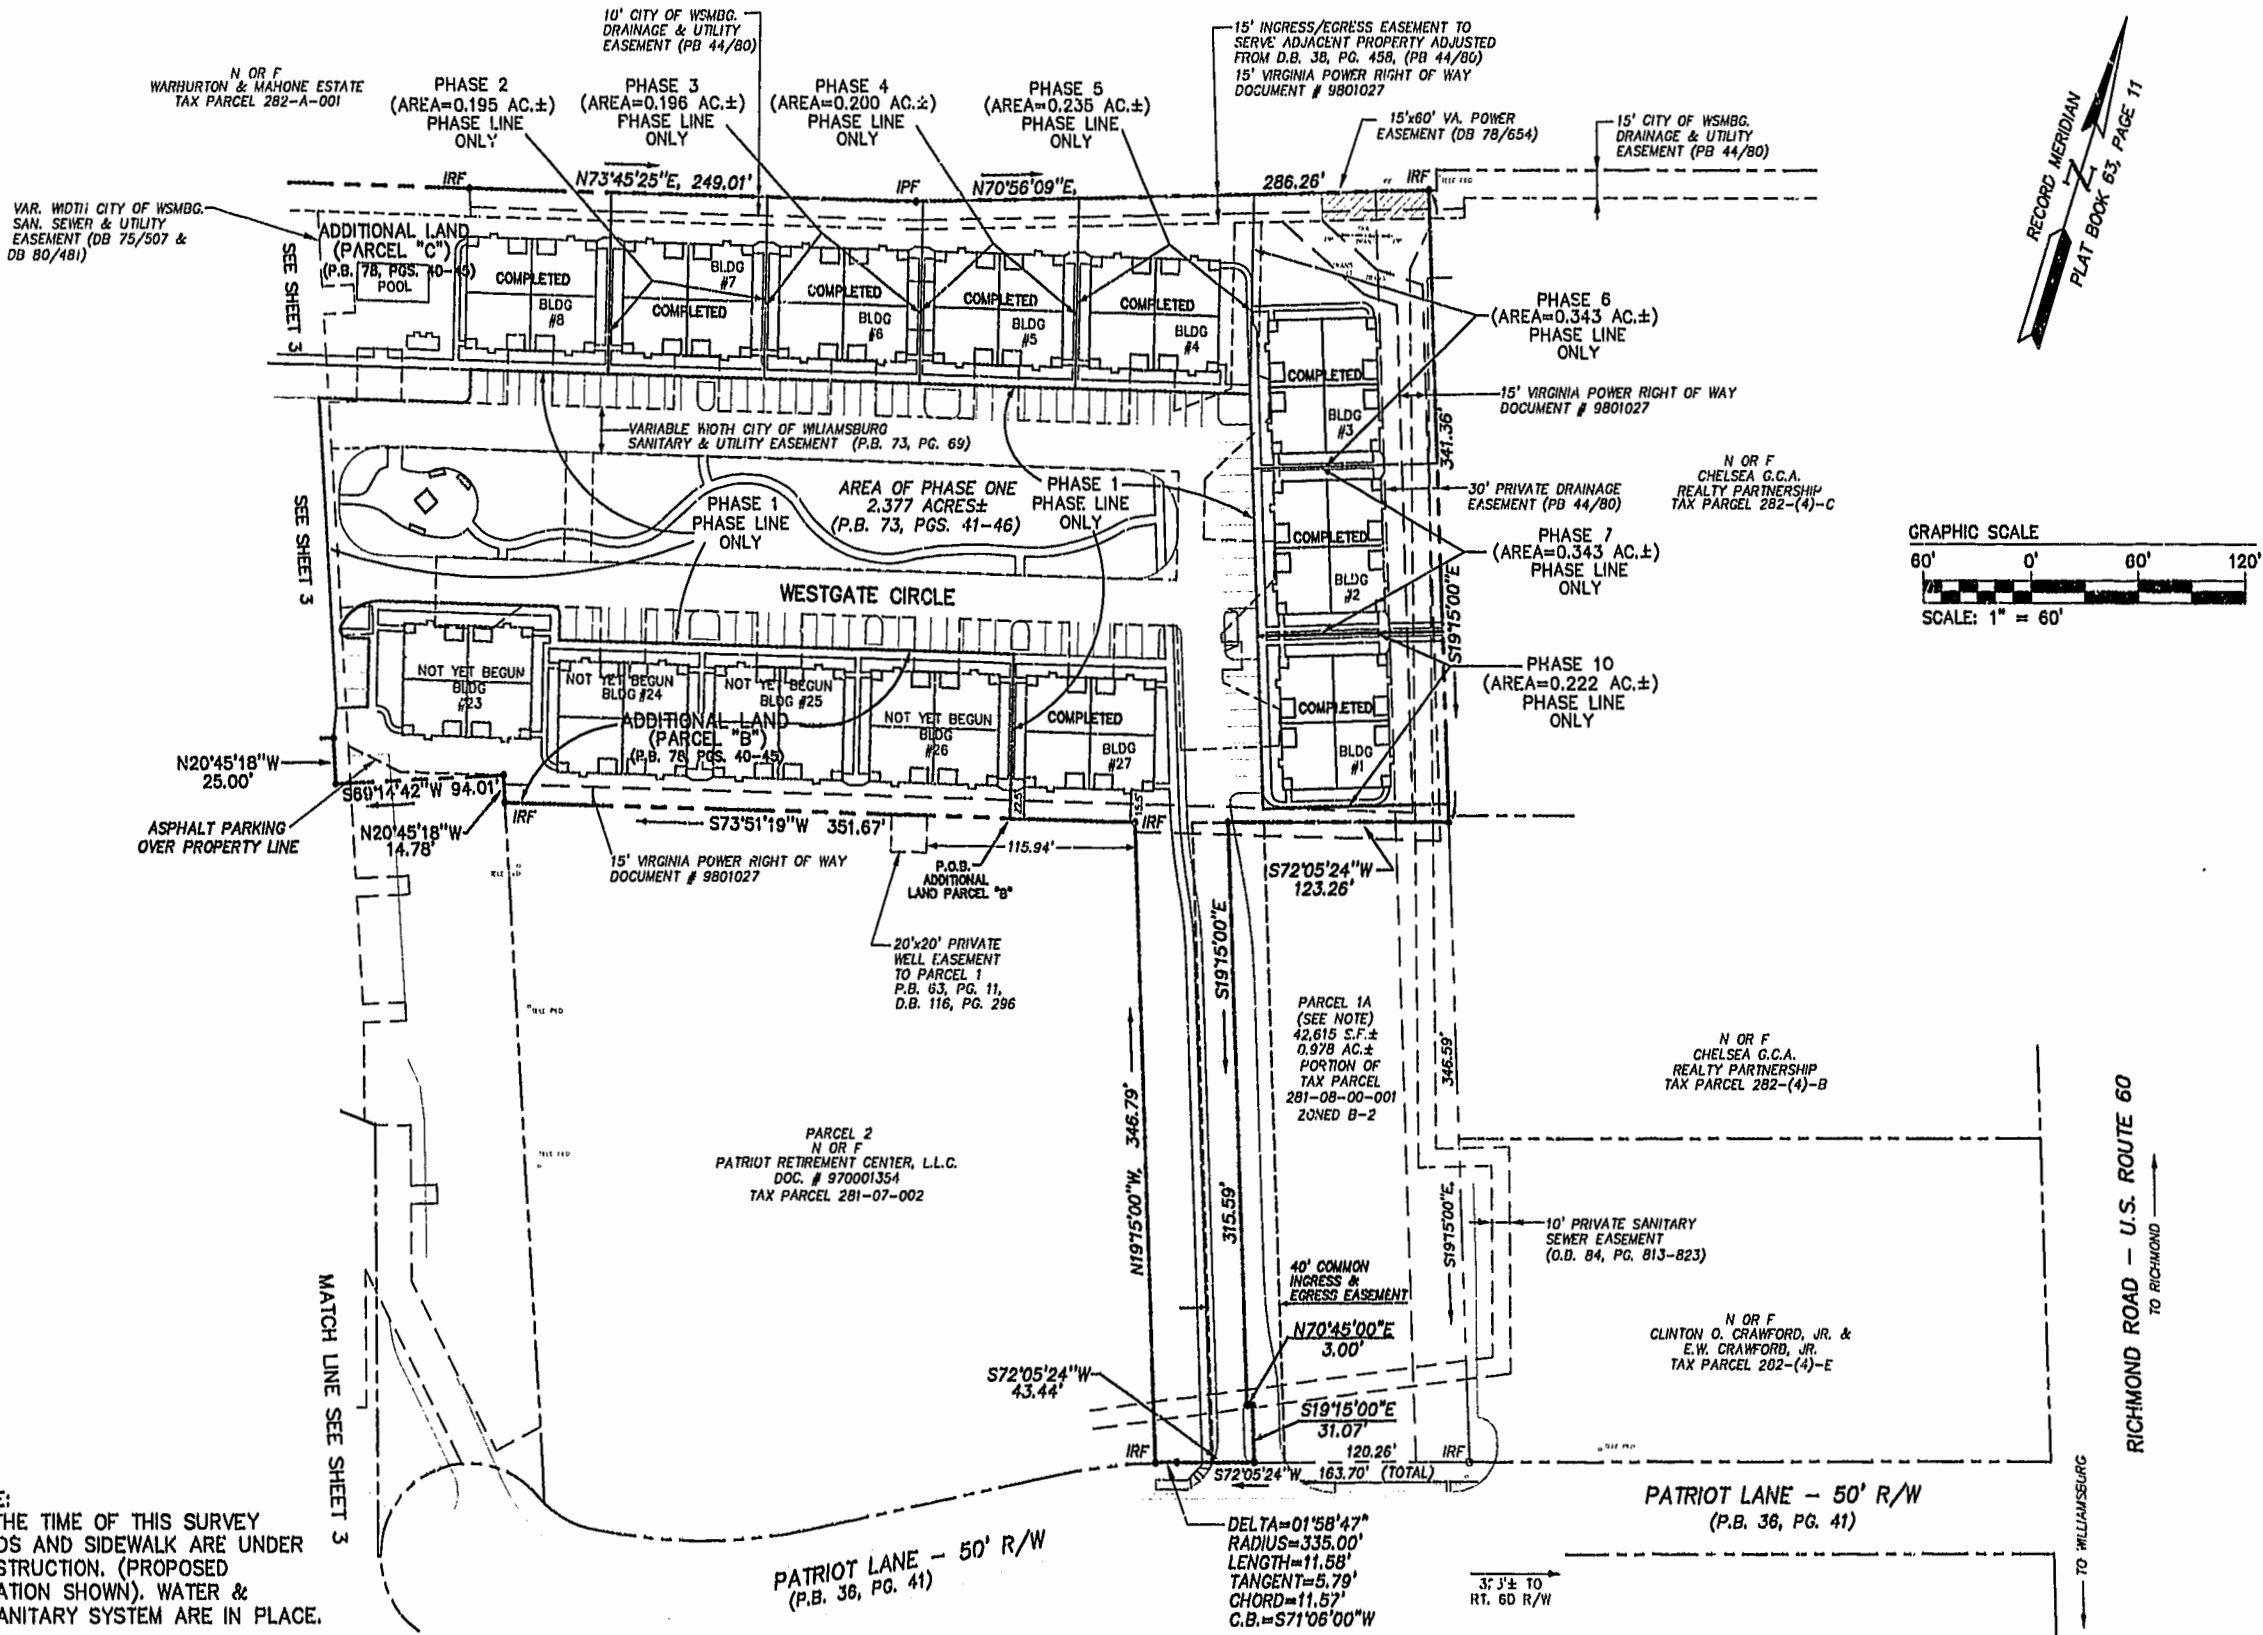 10' CITY OF WSMBG.
DRAINAGE & UTILITY
EASEMENT (PB 44/80)
15' INGRESS/EGRESS EASEMENT TO
SERVE ADJACENT PROPERTY ADJUSTED
FROM D.B. 38, PG. 458, (PB 44/80)
15' VIRGINIA POWER RIGHT OF WAY
DOCUMENT # 9801027
N OR F
WARBURTON & MAHONE ESTATE
TAX PARCEL 282-A-001
PHASE 2
(AREA=0.195 AC.±)
PHASE LINE
ONLY
PHASE 3
(AREA=0.196 AC.±)
PHASE LINE
ONLY
PHASE 4
(AREA=0.200 AC.±)
PHASE LINE
ONLY
PHASE 5
(AREA=0.235 AC.±)
PHASE LINE
ONLY
15'x60' VA. POWER
EASEMENT (DB 78/654)
15' CITY OF WSMBG.
DRAINAGE & UTILITY
EASEMENT (PB 44/80)
RECORD MERIDIAN
PLAT BOOK 63, PAGE 11
N
IRF
N73°45'25"E, 249.01'
IPF
N70°56'09"E,
286.26'
IRF
VAR. WIDTH CITY OF WSMBG.
SAN. SEWER & UTILITY
EASEMENT (DB 75/507 &
DB 80/481)
SEE SHEET 3
ADDITIONAL LAND
(PARCEL "C")
(P.B. 78, PGS. 40-45)
POOL
COMPLETED
BLDG
#8
BLDG
#7
COMPLETED
COMPLETED
BLDG
#6
COMPLETED
BLDG
#5
COMPLETED
BLDG
#4
PHASE 6
(AREA=0.343 AC.±)
PHASE LINE
ONLY
COMPLETED
BLDG
#3
15' VIRGINIA POWER RIGHT OF WAY
DOCUMENT # 9801027
341.36'
VARIABLE WIDTH CITY OF WILIAMSBURG
SANITARY & UTILITY EASEMENT (P.B. 73, PG. 69)
N OR F
CHELSEA G.C.A.
REALTY PARTNERSHIP
TAX PARCEL 282-(4)-C
SEE SHEET 3
PHASE 1
PHASE LINE
ONLY
AREA OF PHASE ONE
2.377 ACRES±
(P.B. 73, PGS. 41-46)
PHASE 1
PHASE LINE
ONLY
30' PRIVATE DRAINAGE
EASEMENT (PB 44/80)
GRAPHIC SCALE
60' 0' 60' 120'
SCALE: 1" = 60'
COMPLETED
BLDG
#2
PHASE 7
(AREA=0.343 AC.±)
PHASE LINE
ONLY
S19°15'00"E
WESTGATE CIRCLE
NOT YET BEGUN
BLDG
#23
NOT YET BEGUN
BLDG #24
NOT YET BEGUN
BLDG #25
NOT YET BEGUN
BLDG
#26
COMPLETED
BLDG
#27
COMPLETED
BLDG
#1
PHASE 10
(AREA=0.222 AC.±)
PHASE LINE
ONLY
ADDITIONAL LAND
(PARCEL "B")
(P.B. 78, PGS. 40-45)
N20°45'18"W
25.00'
S69°14'42"W 94.01'
ASPHALT PARKING
OVER PROPERTY LINE
N20°45'18"W
14.78'
IRF
S73°51'19"W 351.67'
22.5'
15.5'
IRF
15' VIRGINIA POWER RIGHT OF WAY
DOCUMENT # 9801027
115.94'
P.O.B.
ADDITIONAL
LAND PARCEL "B"
S72°05'24"W
123.26'
20'x20' PRIVATE
WELL EASEMENT
TO PARCEL 1
P.B. 63, PG. 11,
D.B. 116, PG. 296
TELE PED
S19°15'00"E
315.59'
N19°15'00"W, 346.79'
PARCEL 1A
(SEE NOTE)
42,615 S.F.±
0.978 AC.±
PORTION OF
TAX PARCEL
281-08-00-001
ZONED B-2
346.59'
S19°15'00"E,
N OR F
CHELSEA G.C.A.
REALTY PARTNERSHIP
TAX PARCEL 282-(4)-B
RICHMOND ROAD - U.S. ROUTE 60
TO RICHMOND
TO WILLIAMSBURG
PARCEL 2
N OR F
PATRIOT RETIREMENT CENTER, L.L.C.
DOC. # 970001354
TAX PARCEL 281-07-002
TELE PED
10' PRIVATE SANITARY
SEWER EASEMENT
(O.B. 84, PG. 813-823)
40' COMMON
INGRESS &
EGRESS EASEMENT
N70°45'00"E
3.00'
N OR F
CLINTON O. CRAWFORD, JR. &
E.W. CRAWFORD, JR.
TAX PARCEL 282-(4)-E
MATCH LINE SEE SHEET 3
S72°05'24"W
43.44'
S19°15'00"E
31.07'
IRF
120.26'
IRF
S72°05'24"W 163.70' (TOTAL)
PATRIOT LANE - 50' R/W
(P.B. 36, PG. 41)
PATRIOT LANE - 50' R/W
(P.B. 36, PG. 41)
DELTA=01°58'47"
RADIUS=335.00'
LENGTH=11.58'
TANGENT=5.79'
CHORD=11.57'
C.B.=S71°06'00"W
TO
RT. 60 R/W
E:
THE TIME OF THIS SURVEY
DS AND SIDEWALK ARE UNDER
STRUCTION. (PROPOSED
ATION SHOWN). WATER &
ANITARY SYSTEM ARE IN PLACE.